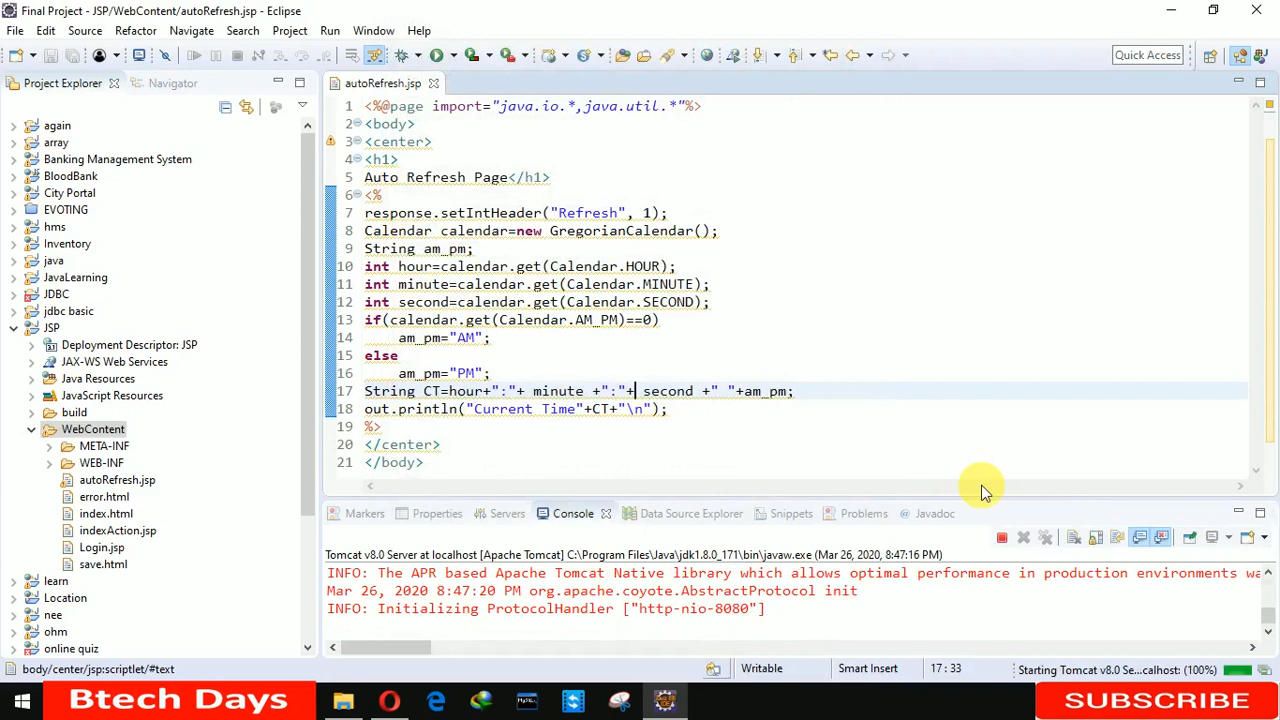 Final Project - JSP/WebContent/autoRefresh.jsp - Eclipse
File Edit Source Refactor Navigate Search Project Run Window Help
Quick Access
Project Explorer Navigator
again
array
Banking Management System
BloodBank
City Portal
EVOTING
hms
Inventory
java
JavaLearning
JDBC
jdbc basic
JSP
Deployment Descriptor: JSP
JAX-WS Web Services
Java Resources
JavaScript Resources
build
WebContent
META-INF
WEB-INF
autoRefresh.jsp
error.html
index.html
indexAction.jsp
Login.jsp
save.html
learn
Location
nee
ohm
online quiz
autoRefresh.jsp
1 <%@page import="java.io.*,java.util.*"%>
2 <body>
3 <center>
4 <h1>
5 Auto Refresh Page</h1>
6 <%
7 response.setIntHeader("Refresh", 1);
8 Calendar calendar=new GregorianCalendar();
9 String am_pm;
10 int hour=calendar.get(Calendar.HOUR);
11 int minute=calendar.get(Calendar.MINUTE);
12 int second=calendar.get(Calendar.SECOND);
13 if(calendar.get(Calendar.AM_PM)==0)
14 am_pm="AM";
15 else
16 am_pm="PM";
17 String CT=hour+":"+ minute +":"+ second +" "+am_pm;
18 out.println("Current Time"+CT+"\n");
19 %>
20 </center>
21 </body>
Markers Properties Servers Console Data Source Explorer Snippets Problems @ Javadoc
Tomcat v8.0 Server at localhost [Apache Tomcat] C:\Program Files\Java\jdk1.8.0_171\bin\javaw.exe (Mar 26, 2020 8:47:16 PM)
INFO: The APR based Apache Tomcat Native library which allows optimal performance in production environments wa
Mar 26, 2020 8:47:20 PM org.apache.coyote.AbstractProtocol init
INFO: Initializing ProtocolHandler ["http-nio-8080"]
body/center/jsp:scriptlet/#text
Writable Smart Insert 17 : 33 Starting Tomcat v8.0 Se...calhost: (100%)
Btech Days
SUBSCRIBE